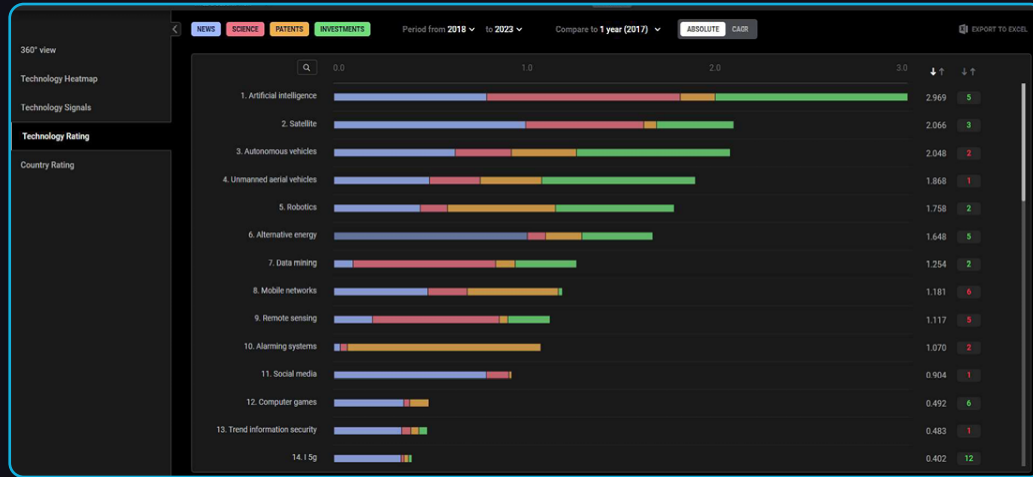 NEWS SCIENCE PATENTS INVESTMENTS Period from 2018 to 2023 Compare to 1 year (2017) ABSOLUTE CAGR EXPORT TO EXCEL
360° view
Technology Heatmap
Technology Signals
Technology Rating
Country Rating
0.0 1.0 2.0 3.0
1. Artificial intelligence 2.969 5
2. Satellite 2.066 3
3. Autonomous vehicles 2.048 2
4. Unmanned aerial vehicles 1.868 1
5. Robotics 1.758 2
6. Alternative energy 1.648 5
7. Data mining 1.254 2
8. Mobile networks 1.181 6
9. Remote sensing 1.117 5
10. Alarming systems 1.070 2
11. Social media 0.904 1
12. Computer games 0.492 6
13. Trend information security 0.483 1
14. I 5g 0.402 12